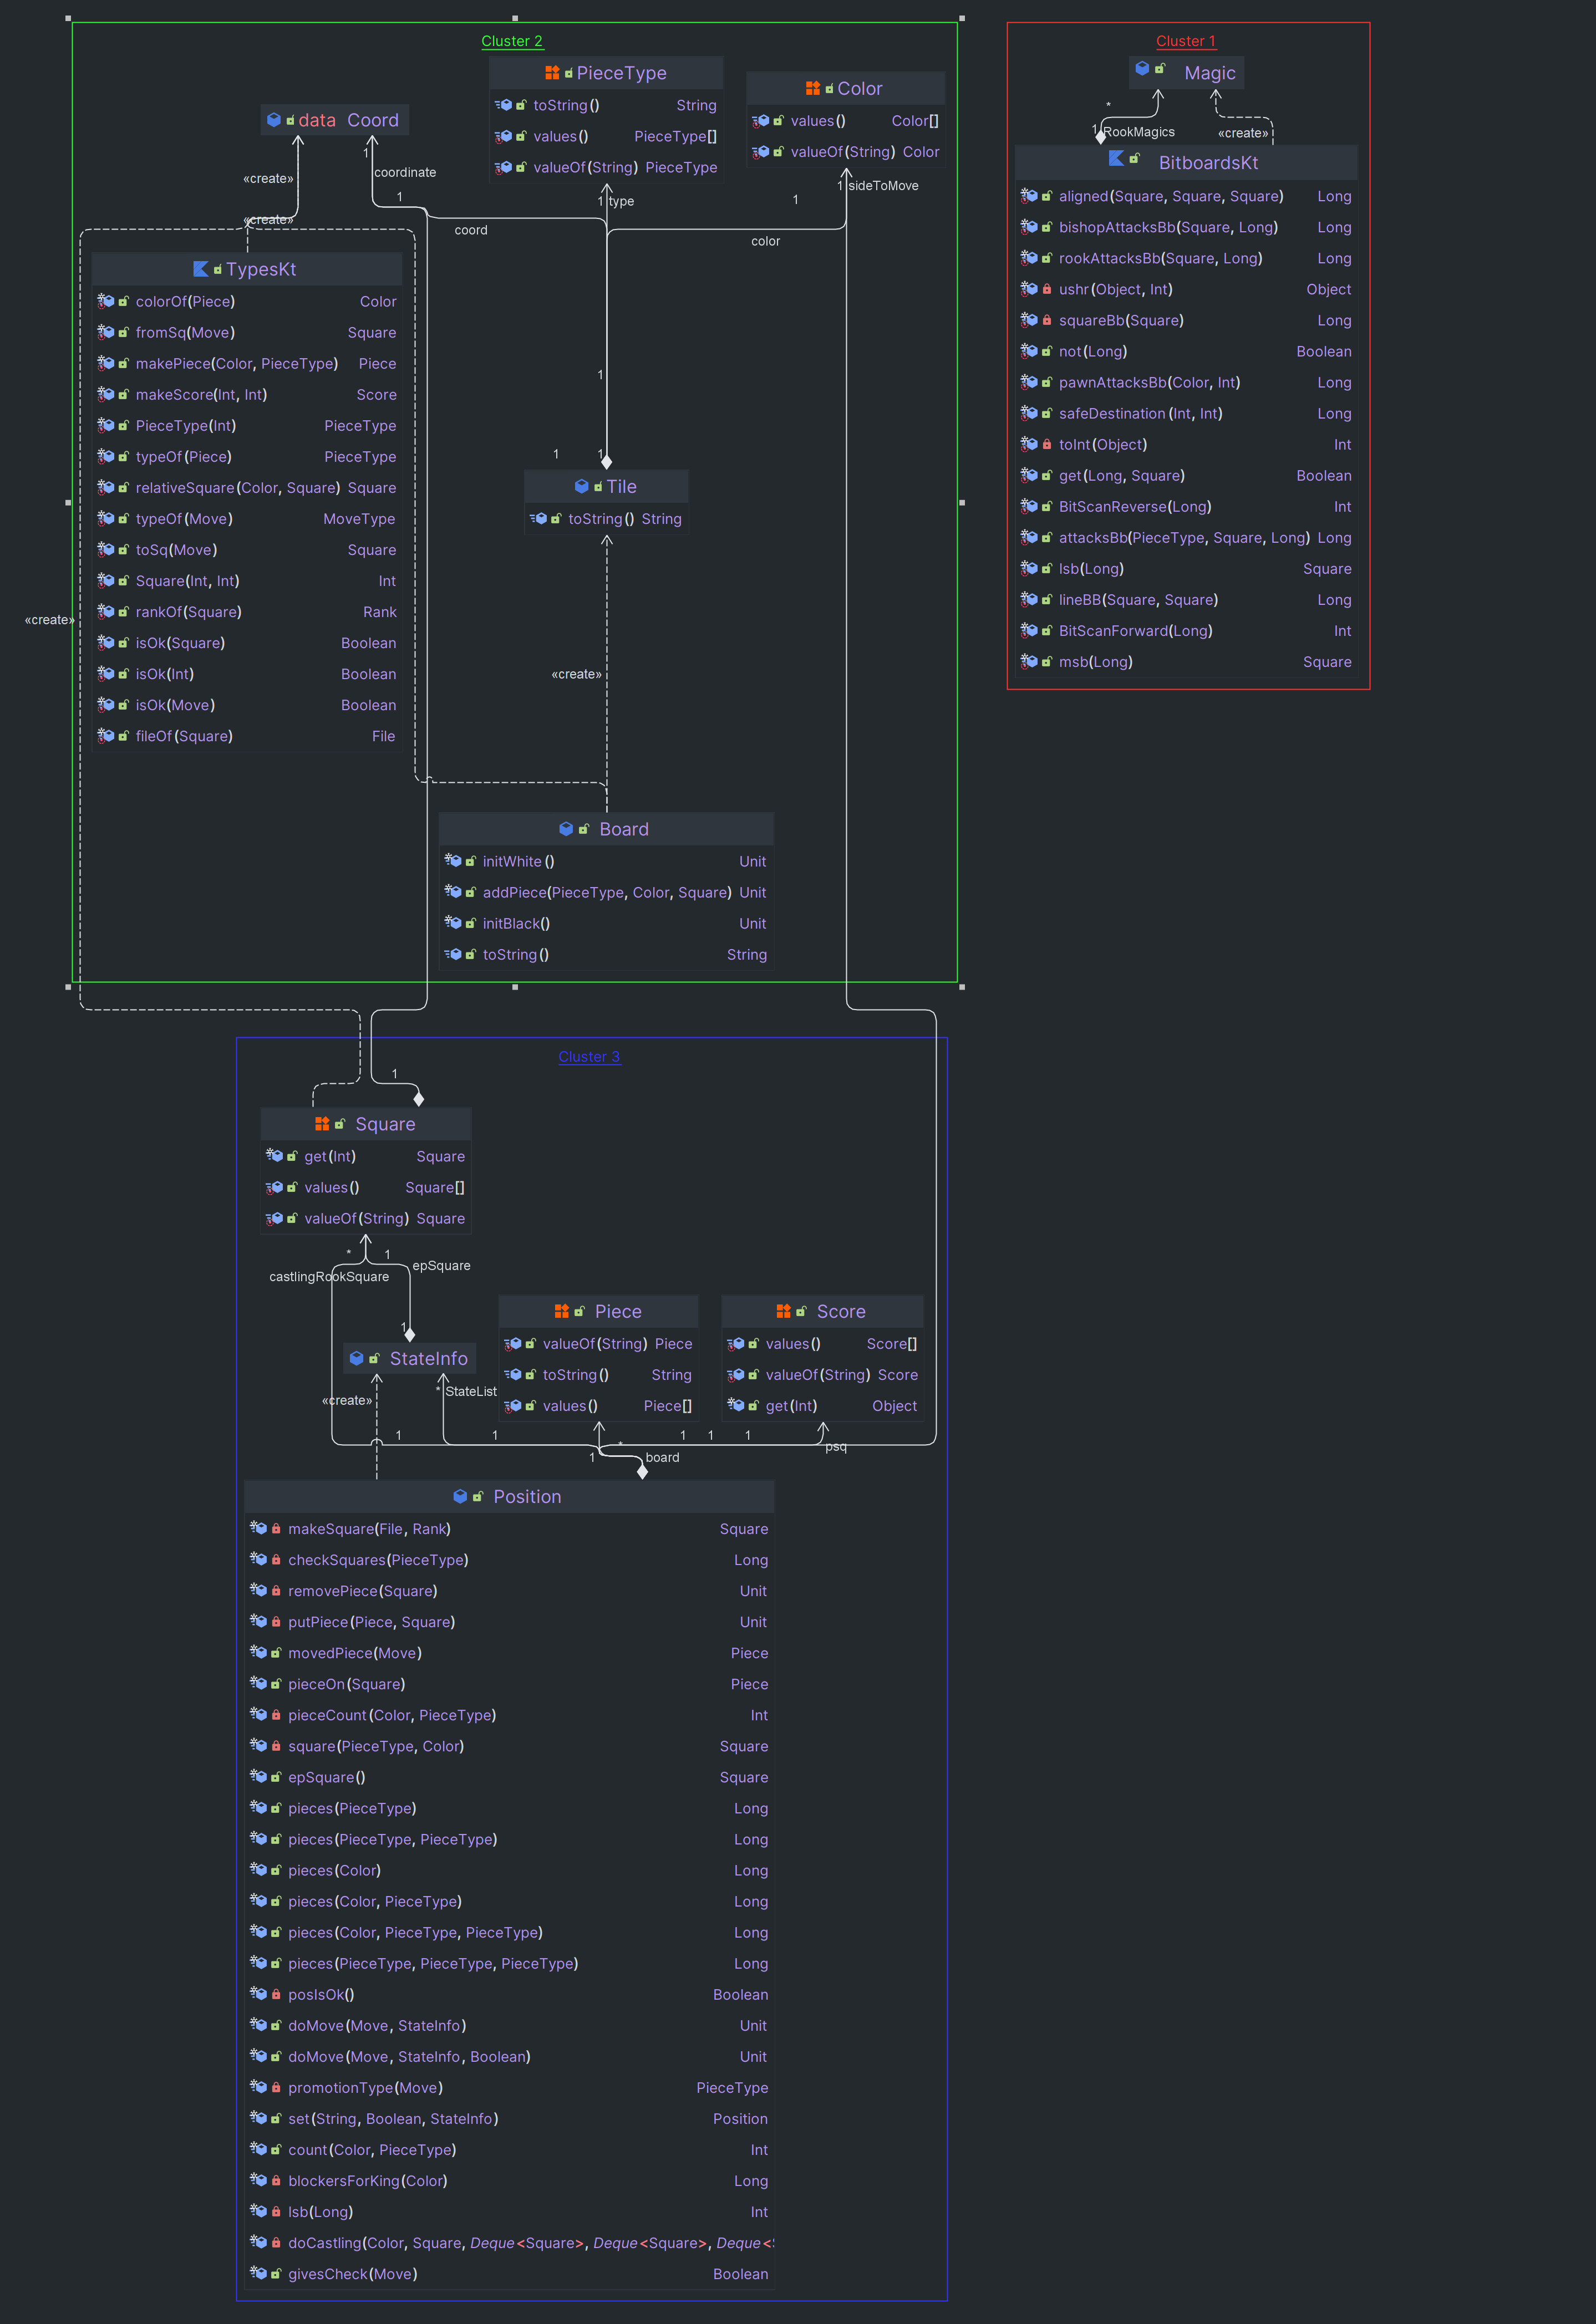 Cluster 2
PieceType
toString() String
values() PieceType[]
valueOf(String) PieceType
Color
values() Color[]
valueOf(String) Color
data Coord
«create»
«create»
1
coordinate
1
coord
1 type
1
1 sideToMove
color
TypesKt
colorOf(Piece) Color
fromSq(Move) Square
makePiece(Color, PieceType) Piece
makeScore(Int, Int) Score
PieceType(Int) PieceType
typeOf(Piece) PieceType
relativeSquare(Color, Square) Square
typeOf(Move) MoveType
toSq(Move) Square
Square(Int, Int) Int
rankOf(Square) Rank
isOk(Square) Boolean
isOk(Int) Boolean
isOk(Move) Boolean
fileOf(Square) File
«create»
1
1
1
Tile
toString() String
«create»
Board
initWhite() Unit
addPiece(PieceType, Color, Square) Unit
initBlack() Unit
toString() String
Cluster 1
Magic
*
1
RookMagics
«create»
BitboardsKt
aligned(Square, Square, Square) Long
bishopAttacksBb(Square, Long) Long
rookAttacksBb(Square, Long) Long
ushr(Object, Int) Object
squareBb(Square) Long
not(Long) Boolean
pawnAttacksBb(Color, Int) Long
safeDestination(Int, Int) Long
toInt(Object) Int
get(Long, Square) Boolean
BitScanReverse(Long) Int
attacksBb(PieceType, Square, Long) Long
lsb(Long) Square
lineBB(Square, Square) Long
BitScanForward(Long) Int
msb(Long) Square
Cluster 3
1
Square
get(Int) Square
values() Square[]
valueOf(String) Square
*
1
castlingRookSquare
epSquare
1
StateInfo
«create»
* StateList
Piece
valueOf(String) Piece
toString() String
values() Piece[]
Score
values() Score[]
valueOf(String) Score
get(Int) Object
1
1
*
1
1
1
psq
1
board
Position
makeSquare(File, Rank) Square
checkSquares(PieceType) Long
removePiece(Square) Unit
putPiece(Piece, Square) Unit
movedPiece(Move) Piece
pieceOn(Square) Piece
pieceCount(Color, PieceType) Int
square(PieceType, Color) Square
epSquare() Square
pieces(PieceType) Long
pieces(PieceType, PieceType) Long
pieces(Color) Long
pieces(Color, PieceType) Long
pieces(Color, PieceType, PieceType) Long
pieces(PieceType, PieceType, PieceType) Long
posIsOk() Boolean
doMove(Move, StateInfo) Unit
doMove(Move, StateInfo, Boolean) Unit
promotionType(Move) PieceType
set(String, Boolean, StateInfo) Position
count(Color, PieceType) Int
blockersForKing(Color) Long
lsb(Long) Int
doCastling(Color, Square, Deque<Square>, Deque<Square>, Deque<
givesCheck(Move) Boolean